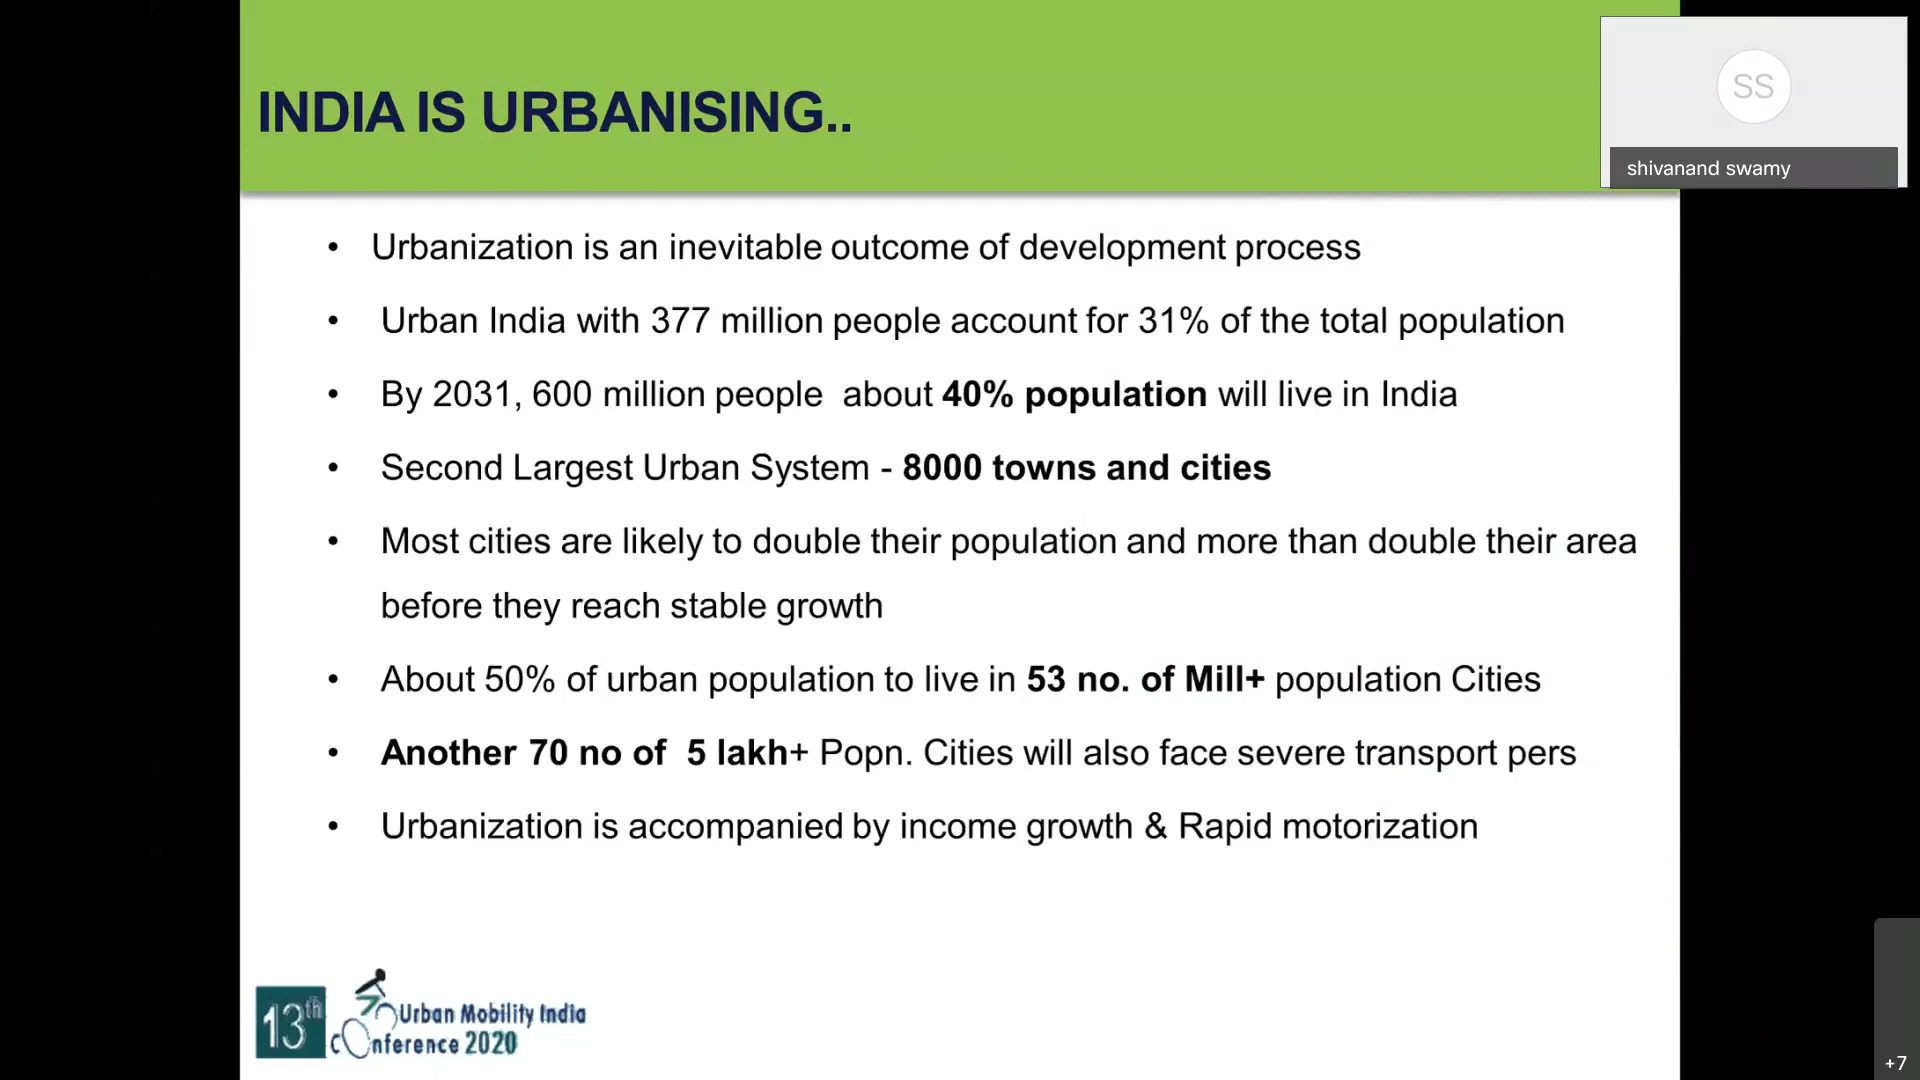 INDIA IS URBANISING..
SS
shivanand swamy
• Urbanization is an inevitable outcome of development process
• Urban India with 377 million people account for 31% of the total population
• By 2031, 600 million people about 40% population will live in India
• Second Largest Urban System - 8000 towns and cities
• Most cities are likely to double their population and more than double their area
before they reach stable growth
• About 50% of urban population to live in 53 no. of Mill+ population Cities
• Another 70 no of 5 lakh+ Popn. Cities will also face severe transport pers
• Urbanization is accompanied by income growth & Rapid motorization
13th Urban Mobility India
COnference 2020
+7